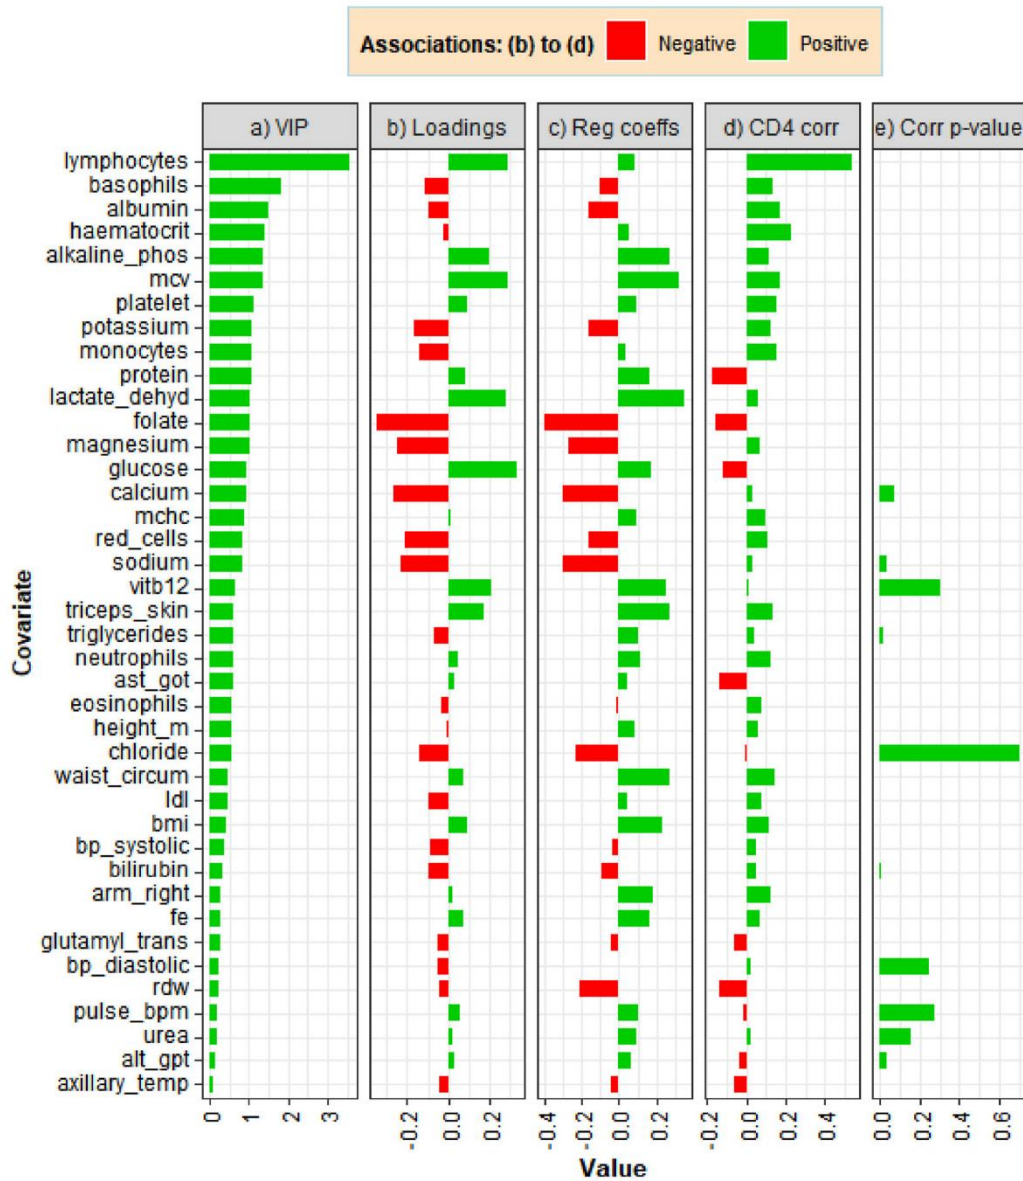 Associations: (b) to (d) Negative Positive
a) VIP b) Loadings c) Reg coeffs d) CD4 corr e) Corr p-value
Covariate
lymphocytes
basophils
albumin
haematocrit
alkaline_phos
mcv
platelet
potassium
monocytes
protein
lactate_dehyd
folate
magnesium
glucose
calcium
mchc
red_cells
sodium
vitb12
triceps_skin
triglycerides
neutrophils
ast_got
eosinophils
height_m
chloride
waist_circum
ldl
bmi
bp_systolic
bilirubin
arm_right
fe
glutamyl_trans
bp_diastolic
rdw
pulse_bpm
urea
alt_gpt
axillary_temp
0 1 2 3 -0.2 0.0 0.2 -0.4 -0.2 0.0 0.2 -0.2 0.0 0.2 0.4 0.0 0.2 0.4 0.6
Value